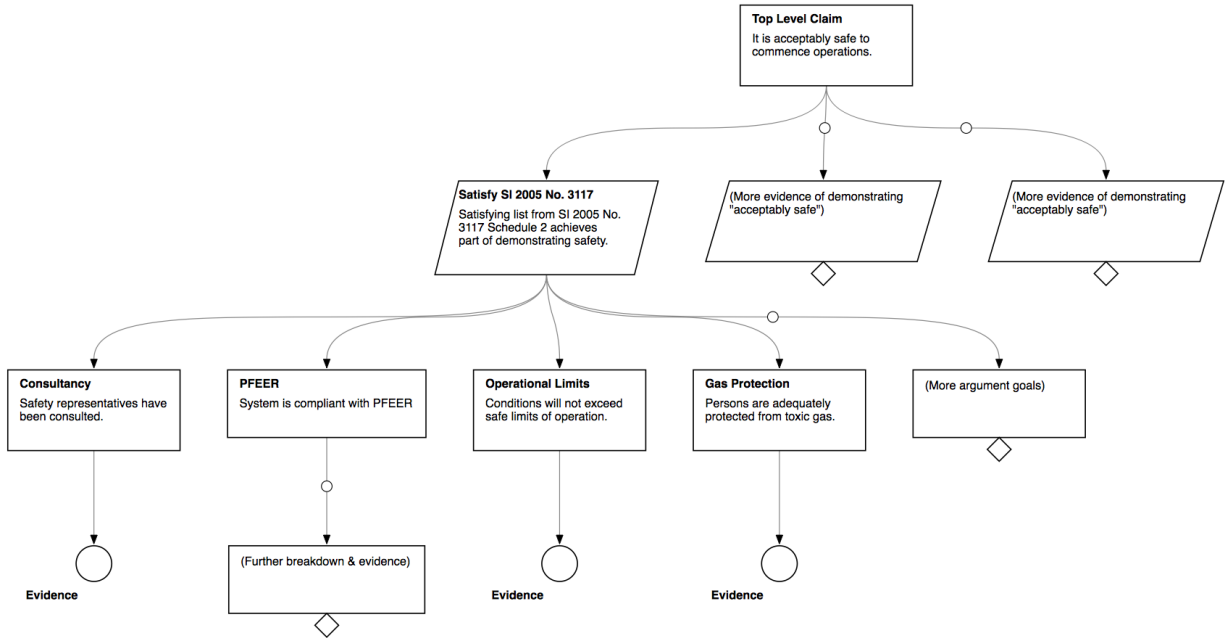 Top Level Claim
It is acceptably safe to
commence operations.
Satisfy SI 2005 No. 3117
Satisfying list from SI 2005 No.
3117 Schedule 2 achieves
part of demonstrating safety.
(More evidence of demonstrating
"acceptably safe")
(More evidence of demonstrating
"acceptably safe")
Consultancy
Safety representatives have
been consulted.
PFEER
System is compliant with PFEER
Operational Limits
Conditions will not exceed
safe limits of operation.
Gas Protection
Persons are adequately
protected from toxic gas.
(More argument goals)
Evidence
(Further breakdown & evidence)
Evidence
Evidence